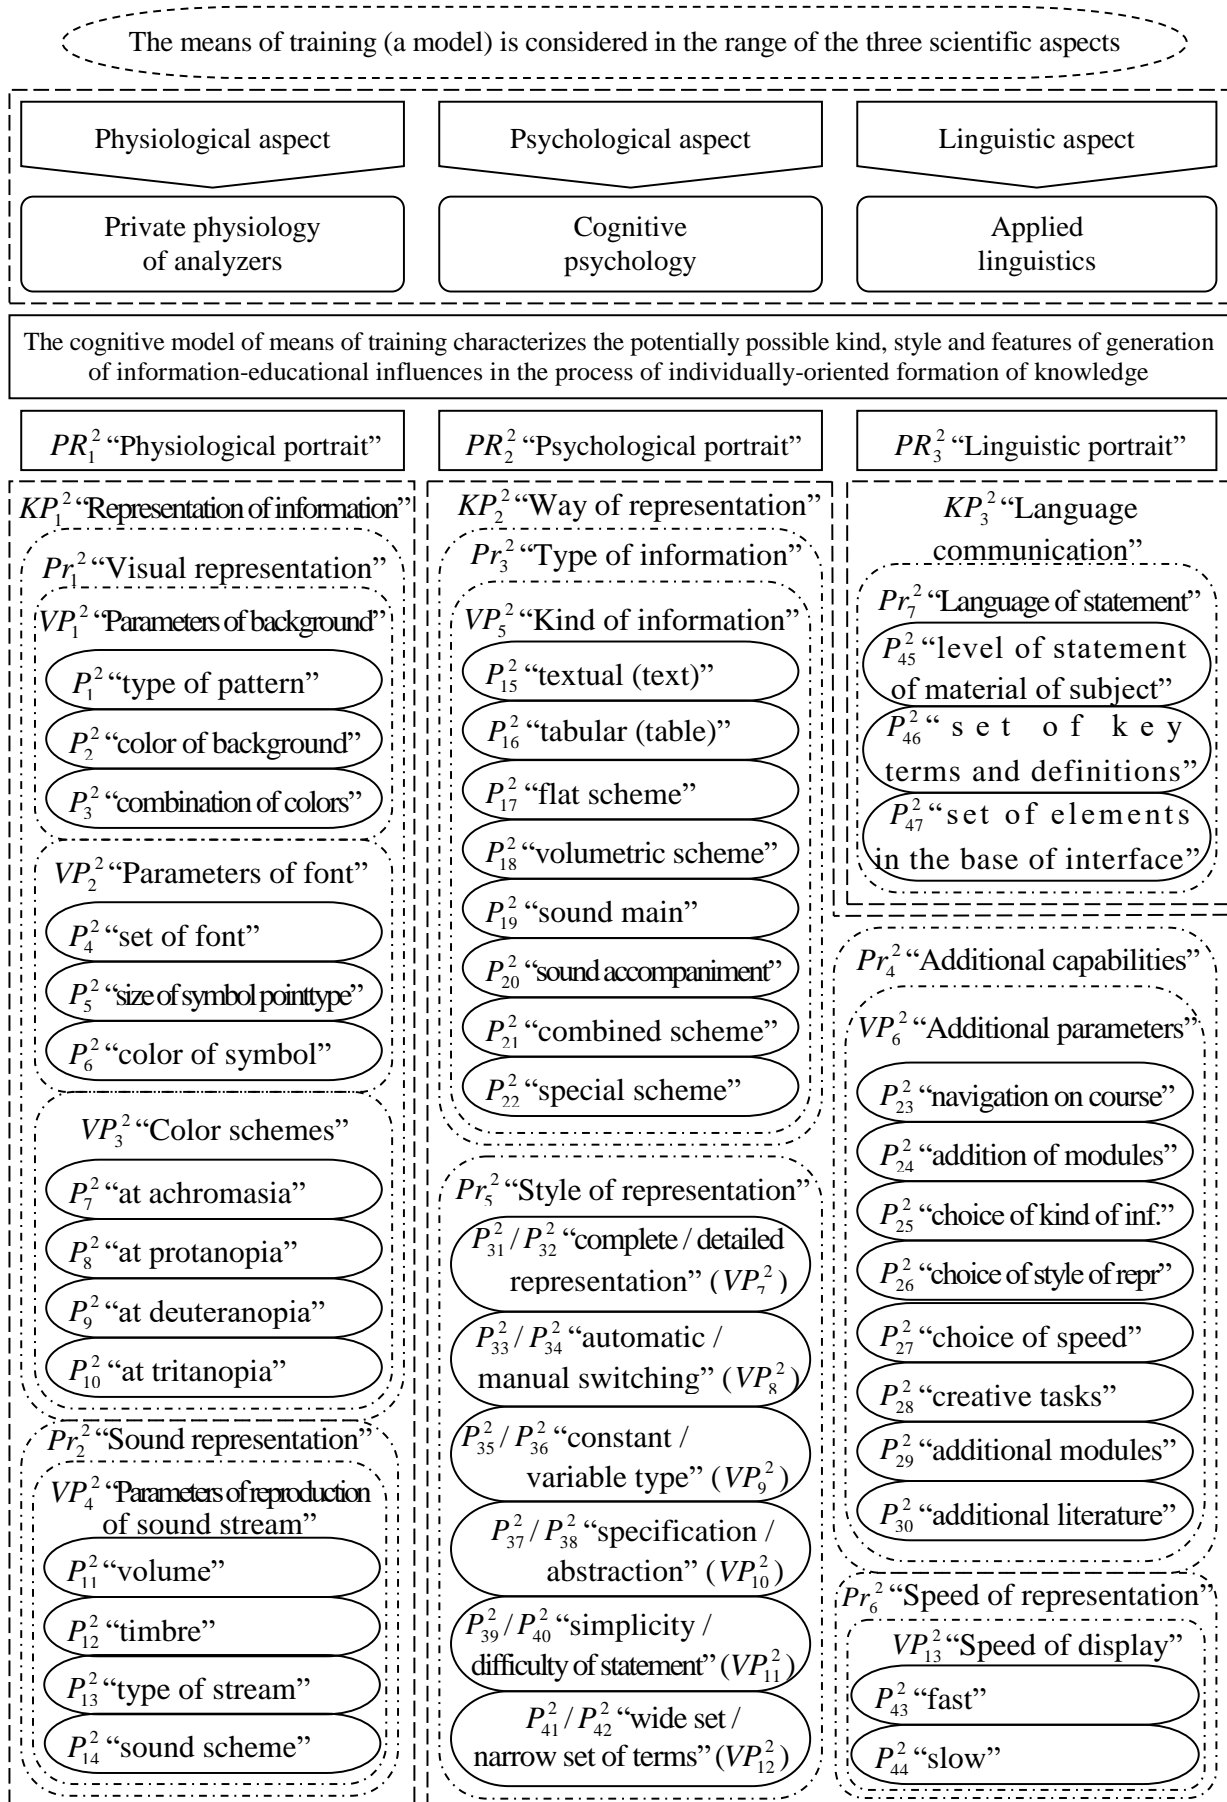 The means of training (a model) is considered in the range of the three scientific aspects
Physiological aspect
Private physiology
of analyzers
Psychological aspect
Cognitive
psychology
Linguistic aspect
Applied
linguistics
The cognitive model of means of training characterizes the potentially possible kind, style and features of generation
of information-educational influences in the process of individually-oriented formation of knowledge
PR₁² “Physiological portrait”
KP₁² “Representation of information”
Pr₁² “Visual representation”
VP₁² “Parameters of background”
P₁² “type of pattern”
P₂² “color of background”
P₃² “combination of colors”
VP₂² “Parameters of font”
P₄² “set of font”
P₅² “size of symbol pointtype”
P₆² “color of symbol”
VP₃² “Color schemes”
P₇² “at achromasia”
P₈² “at protanopia”
P₉² “at deuteranopia”
P₁₀² “at tritanopia”
Pr₂² “Sound representation”
VP₄² “Parameters of reproduction
of sound stream”
P₁₁² “volume”
P₁₂² “timbre”
P₁₃² “type of stream”
P₁₄² “sound scheme”
PR₂² “Psychological portrait”
KP₂² “Way of representation”
Pr₃² “Type of information”
VP₅² “Kind of information”
P₁₅² “textual (text)”
P₁₆² “tabular (table)”
P₁₇² “flat scheme”
P₁₈² “volumetric scheme”
P₁₉² “sound main”
P₂₀² “sound accompaniment”
P₂₁² “combined scheme”
P₂₂² “special scheme”
Pr₅² “Style of representation”
P₃₁² / P₃₂² “complete / detailed
representation” (VP₇²)
P₃₃² / P₃₄² “automatic /
manual switching” (VP₈²)
P₃₅² / P₃₆² “constant /
variable type” (VP₉²)
P₃₇² / P₃₈² “specification /
abstraction” (VP₁₀²)
P₃₉² / P₄₀² “simplicity /
difficulty of statement” (VP₁₁²)
P₄₁² / P₄₂² “wide set /
narrow set of terms” (VP₁₂²)
PR₃² “Linguistic portrait”
KP₃² “Language
communication”
Pr₇² “Language of statement”
P₄₅² “level of statement
of material of subject”
P₄₆² “set of key
terms and definitions”
P₄₇² “set of elements
in the base of interface”
Pr₄² “Additional capabilities”
VP₆² “Additional parameters”
P₂₃² “navigation on course”
P₂₄² “addition of modules”
P₂₅² “choice of kind of inf.”
P₂₆² “choice of style of repr”
P₂₇² “choice of speed”
P₂₈² “creative tasks”
P₂₉² “additional modules”
P₃₀² “additional literature”
Pr₆² “Speed of representation”
VP₁₃² “Speed of display”
P₄₃² “fast”
P₄₄² “slow”